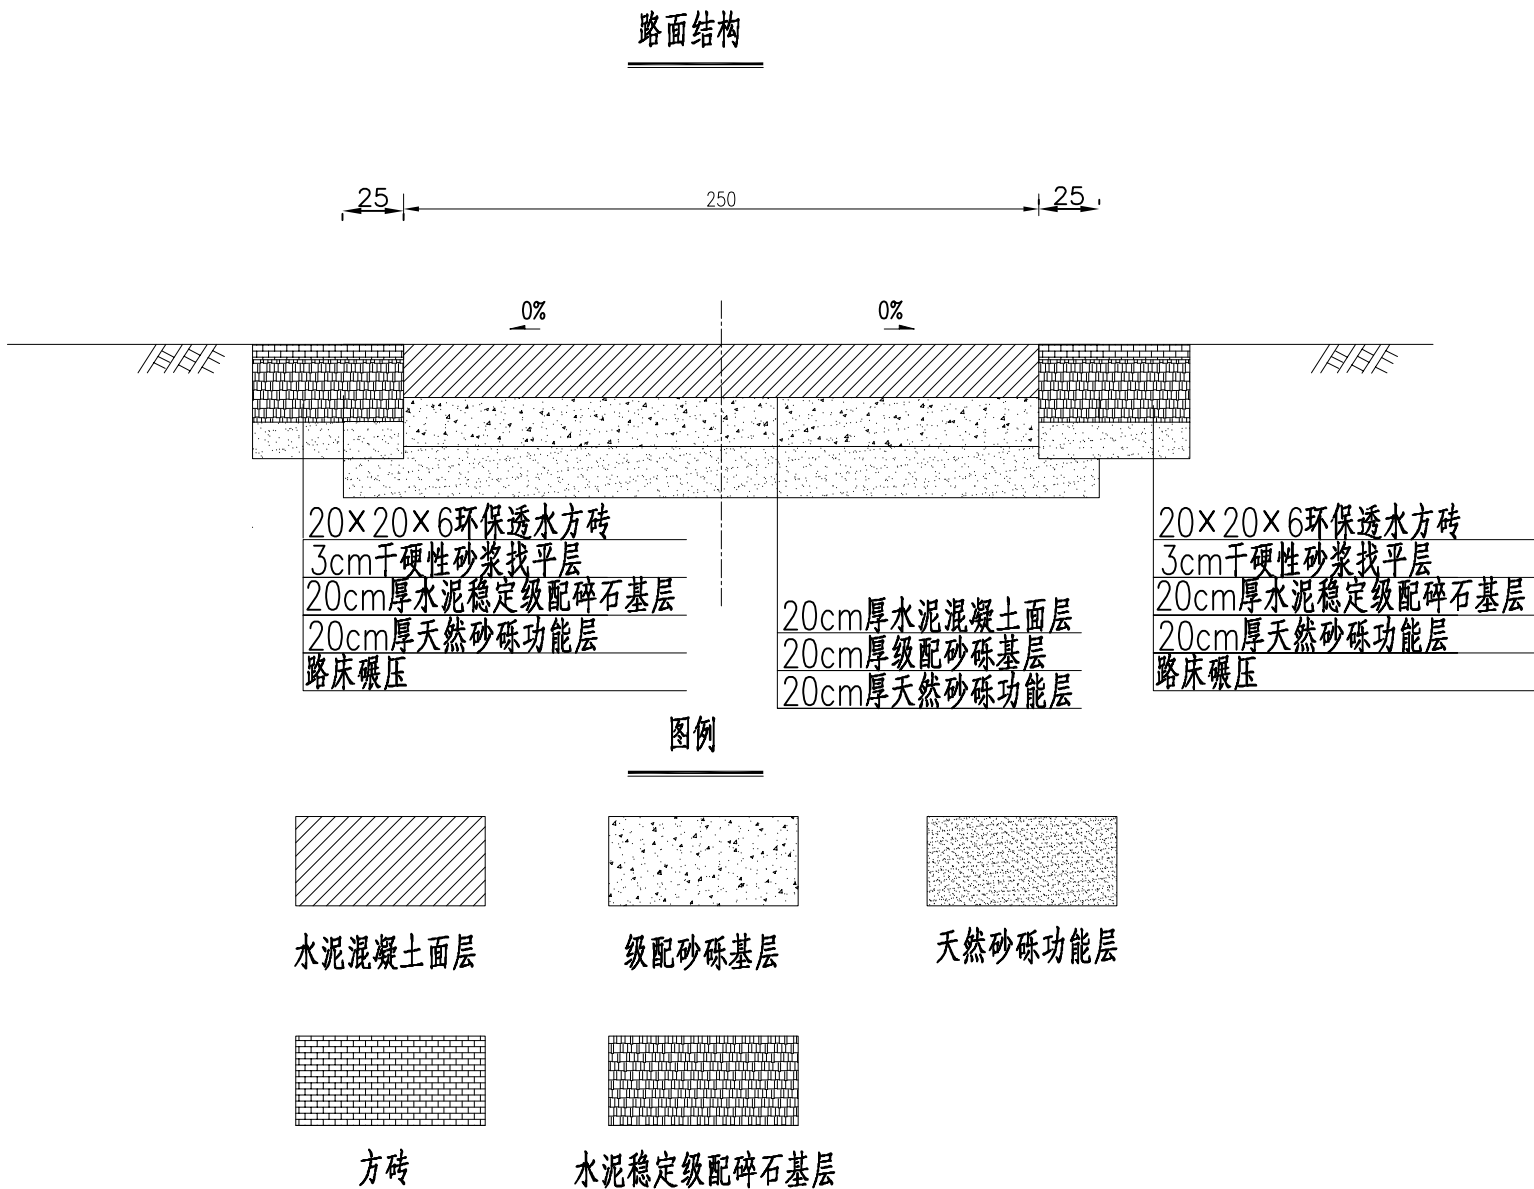 路面结构
25
250
25
0%
0%
20×20×6环保透水方砖
3cm干硬性砂浆找平层
20cm厚水泥稳定级配碎石基层
20cm厚天然砂砾功能层
路床碾压
20cm厚水泥混凝土面层
20cm厚级配砂砾基层
20cm厚天然砂砾功能层
20×20×6环保透水方砖
3cm干硬性砂浆找平层
20cm厚水泥稳定级配碎石基层
20cm厚天然砂砾功能层
路床碾压
图例
水泥混凝土面层
级配砂砾基层
天然砂砾功能层
方砖
水泥稳定级配碎石基层